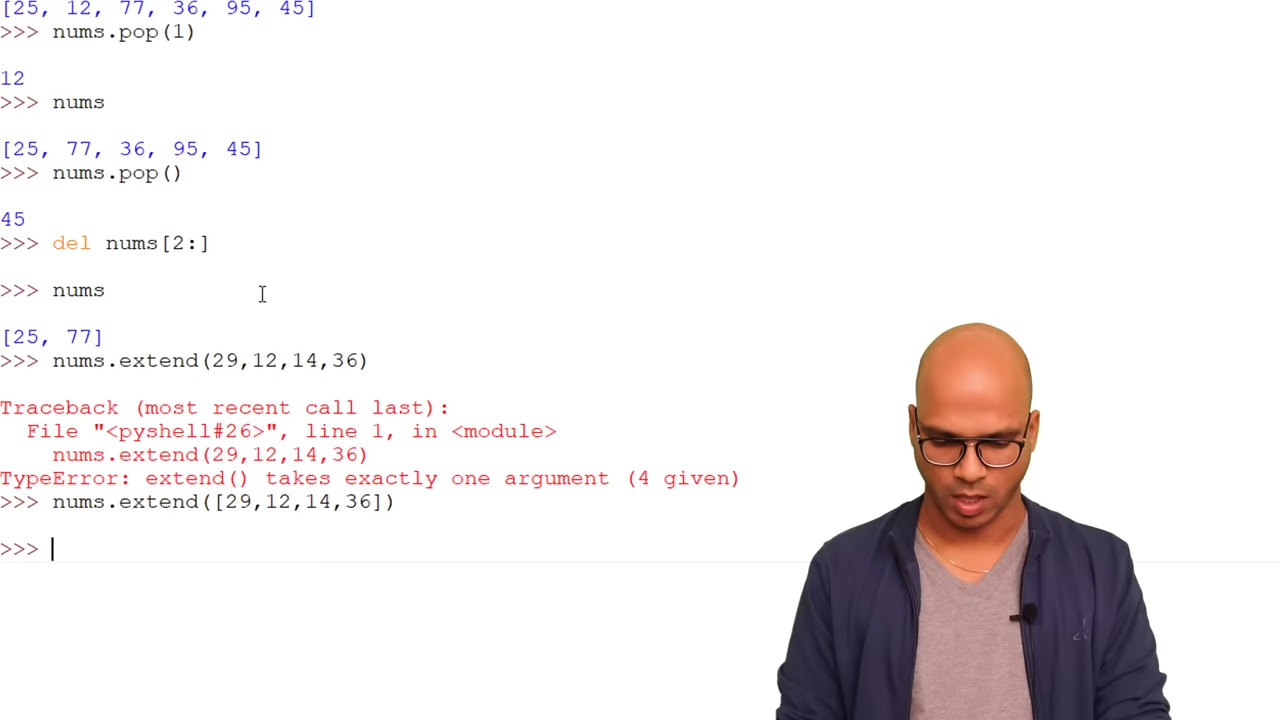 [25, 12, 77, 36, 95, 45]
>>> nums.pop(1)
12
>>> nums
[25, 77, 36, 95, 45]
>>> nums.pop()
45
>>> del nums[2:]
>>> nums
[25, 77]
>>> nums.extend(29,12,14,36)
Traceback (most recent call last):
  File "<pyshell#26>", line 1, in <module>
    nums.extend(29,12,14,36)
TypeError: extend() takes exactly one argument (4 given)
>>> nums.extend([29,12,14,36])
>>>